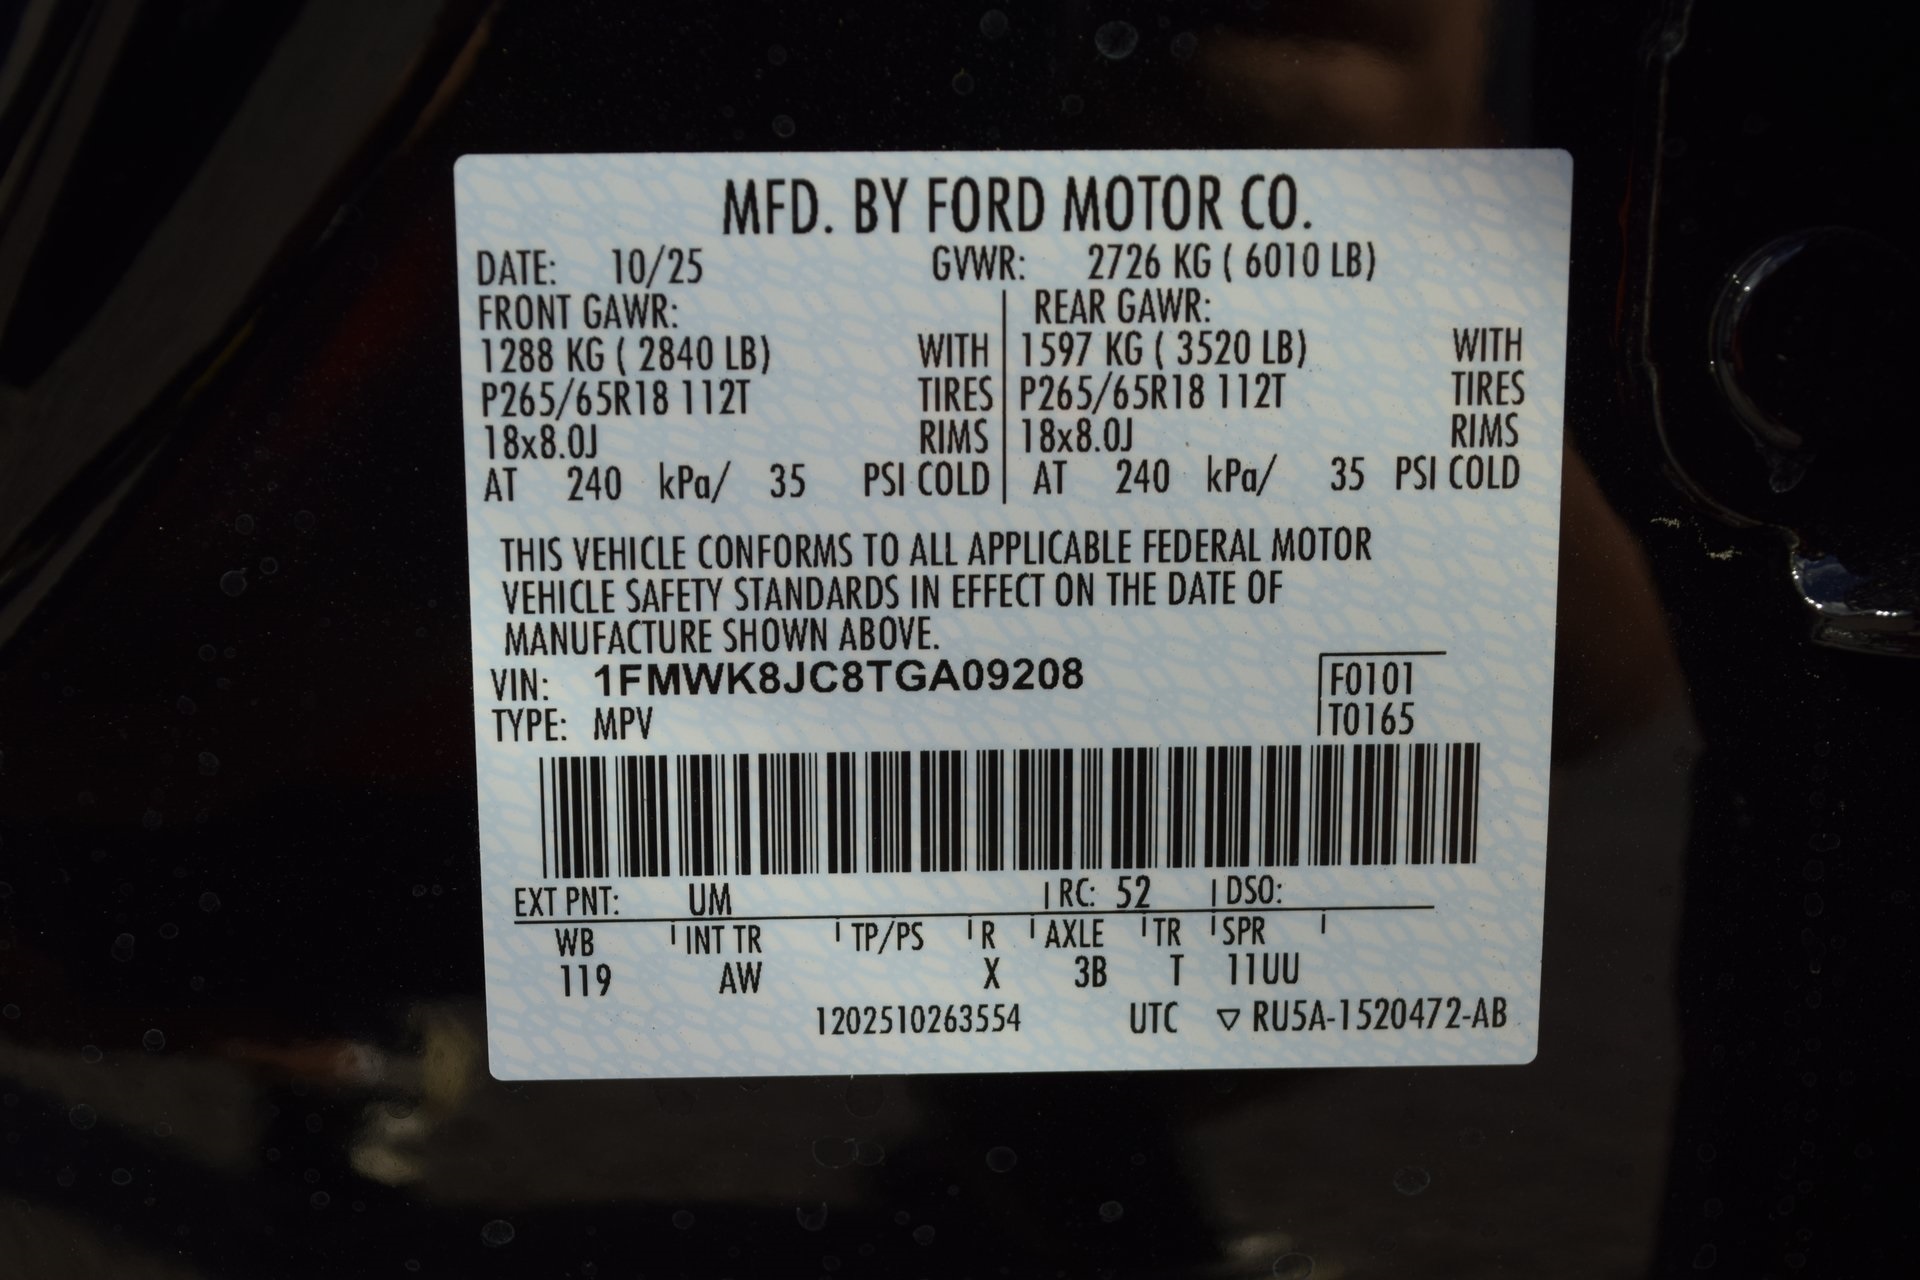 MFD. BY FORD MOTOR CO.
DATE: 10/25 GVWR: 2726 KG ( 6010 LB)
FRONT GAWR: REAR GAWR:
1288 KG ( 2840 LB) WITH 1597 KG ( 3520 LB) WITH
P265/65R18 112T TIRES P265/65R18 112T TIRES
18x8.0J RIMS 18x8.0J RIMS
AT 240 kPa/ 35 PSI COLD AT 240 kPa/ 35 PSI COLD
THIS VEHICLE CONFORMS TO ALL APPLICABLE FEDERAL MOTOR
VEHICLE SAFETY STANDARDS IN EFFECT ON THE DATE OF
MANUFACTURE SHOWN ABOVE.
VIN: 1FMWK8JC8TGA09208 F0101
TYPE: MPV T0165
EXT PNT: UM RC: 52 DSO:
WB INT TR TP/PS R AXLE TR SPR
119 AW X 3B T 11UU
1202510263554 UTC ▽ RU5A-1520472-AB